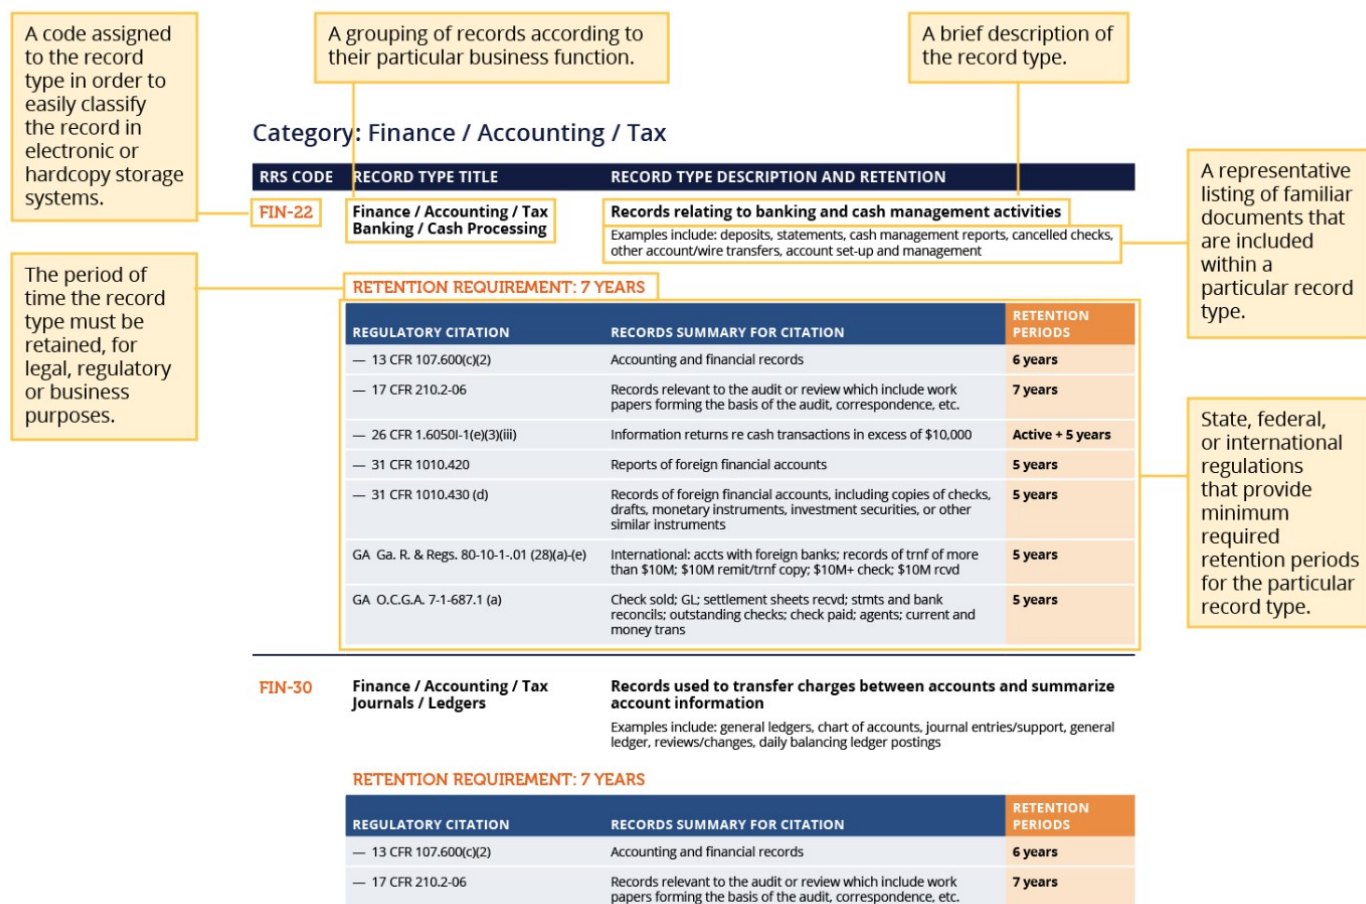 A code assigned
to the record
type in order to
easily classify
the record in
electronic or
hardcopy storage
systems.
A grouping of records according to
their particular business function.
A brief description of
the record type.
Category: Finance / Accounting / Tax
RRS CODE RECORD TYPE TITLE RECORD TYPE DESCRIPTION AND RETENTION
A representative
listing of familiar
documents that
are included
within a
particular record
type.
FIN-22
Finance / Accounting / Tax
Banking / Cash Processing
Records relating to banking and cash management activities
Examples include: deposits, statements, cash management reports, cancelled checks,
other account/wire transfers, account set-up and management
The period of
time the record
type must be
retained, for
legal, regulatory
or business
purposes.
RETENTION REQUIREMENT: 7 YEARS
REGULATORY CITATION RECORDS SUMMARY FOR CITATION RETENTION
PERIODS
— 13 CFR 107.600(c)(2) Accounting and financial records 6 years
— 17 CFR 210.2-06 Records relevant to the audit or review which include work 7 years
papers forming the basis of the audit, correspondence, etc.
— 26 CFR 1.6050I-1(e)(3)(iii) Information returns re cash transactions in excess of $10,000 Active + 5 years
— 31 CFR 1010.420 Reports of foreign financial accounts 5 years
— 31 CFR 1010.430 (d) Records of foreign financial accounts, including copies of checks, 5 years
drafts, monetary instruments, investment securities, or other
similar instruments
GA Ga. R. & Regs. 80-10-1-.01 (28)(a)-(e) International: accts with foreign banks; records of trnf of more 5 years
than $10M; $10M remit/trnf copy; $10M+ check; $10M rcvd
GA O.C.G.A. 7-1-687.1 (a) Check sold; GL; settlement sheets recvd; stmts and bank 5 years
reconcils; outstanding checks; check paid; agents; current and
money trans
State, federal,
or international
regulations
that provide
minimum
required
retention periods
for the particular
record type.
FIN-30
Finance / Accounting / Tax
Journals / Ledgers
Records used to transfer charges between accounts and summarize
account information
Examples include: general ledgers, chart of accounts, journal entries/support, general
ledger, reviews/changes, daily balancing ledger postings
RETENTION REQUIREMENT: 7 YEARS
REGULATORY CITATION RECORDS SUMMARY FOR CITATION RETENTION
PERIODS
— 13 CFR 107.600(c)(2) Accounting and financial records 6 years
— 17 CFR 210.2-06 Records relevant to the audit or review which include work 7 years
papers forming the basis of the audit, correspondence, etc.